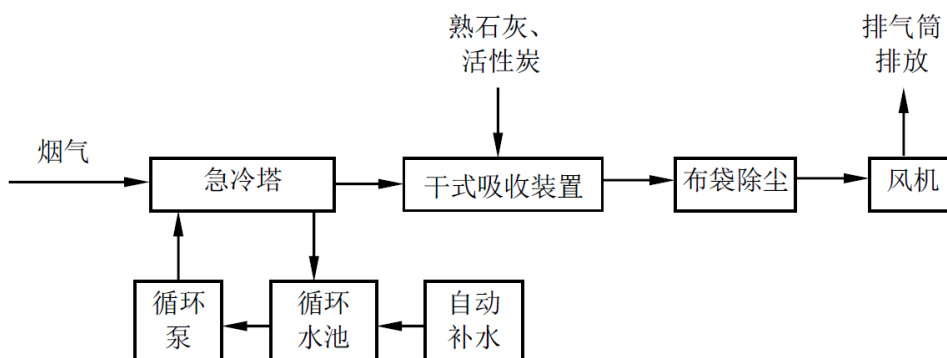 熟石灰、
活性炭
排气筒
排放
烟气
急冷塔
干式吸收装置
布袋除尘
风机
循环
泵
循环
水池
自动
补水